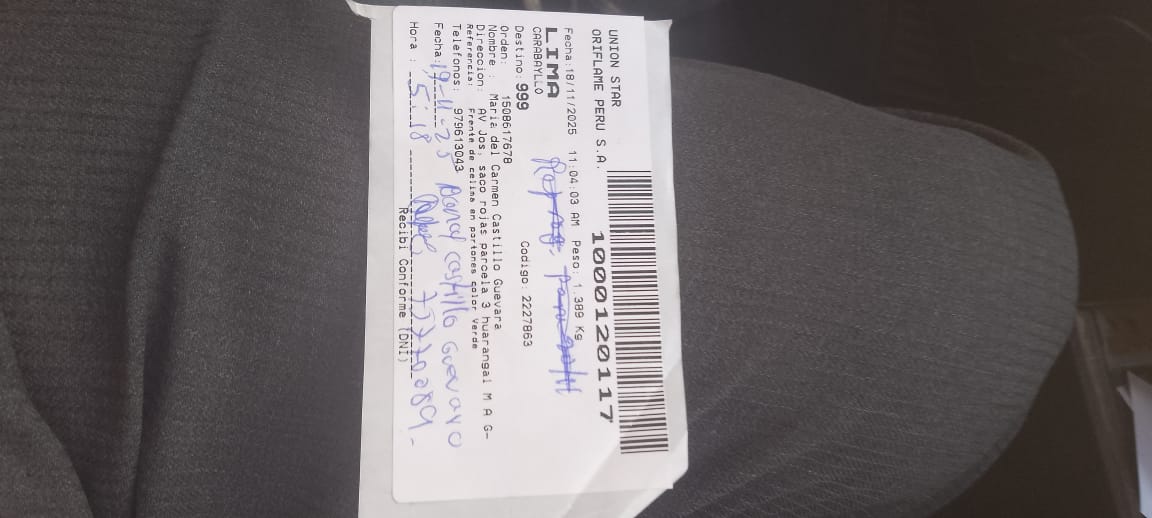 UNION STAR
ORIFLAME PERU S.A.
1000120117
Fecha:18/11/2025 11:04:03 AM Peso: 1.389 Kg
LIMA
CARABAYLLO
Destino: 999 Codigo: 2227863
Orden: 1508617678
Nombre : Maria del Carmen Castillo Guevara
Direccion: AV Jos‚ saco rojas parcela 3 huarangal M A G-
Referencia: Frente de celima en portones color verde
Telefonos: 979613043
Fecha: 19-11-25 castillo Guevara
Hora : 5:18
Recibi Conforme (DNI)